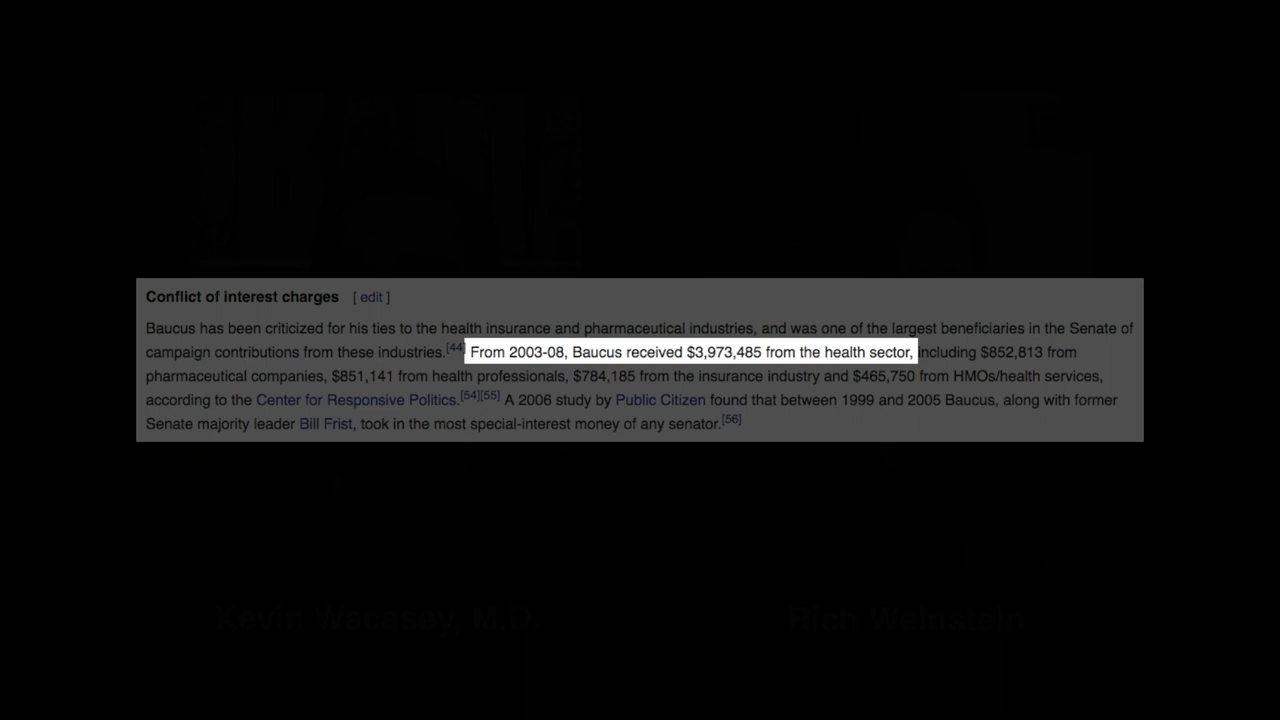 Conflict of interest charges [ edit ]
Baucus has been criticized for his ties to the health insurance and pharmaceutical industries, and was one of the largest beneficiaries in the Senate of
campaign contributions from these industries.[44] From 2003-08, Baucus received $3,973,485 from the health sector, including $852,813 from
pharmaceutical companies, $851,141 from health professionals, $784,185 from the insurance industry and $465,750 from HMOs/health services,
according to the Center for Responsive Politics.[54][55] A 2006 study by Public Citizen found that between 1999 and 2005 Baucus, along with former
Senate majority leader Bill Frist, took in the most special-interest money of any senator.[56]
Kevin Wacasey, M.D. Rich Weinstein